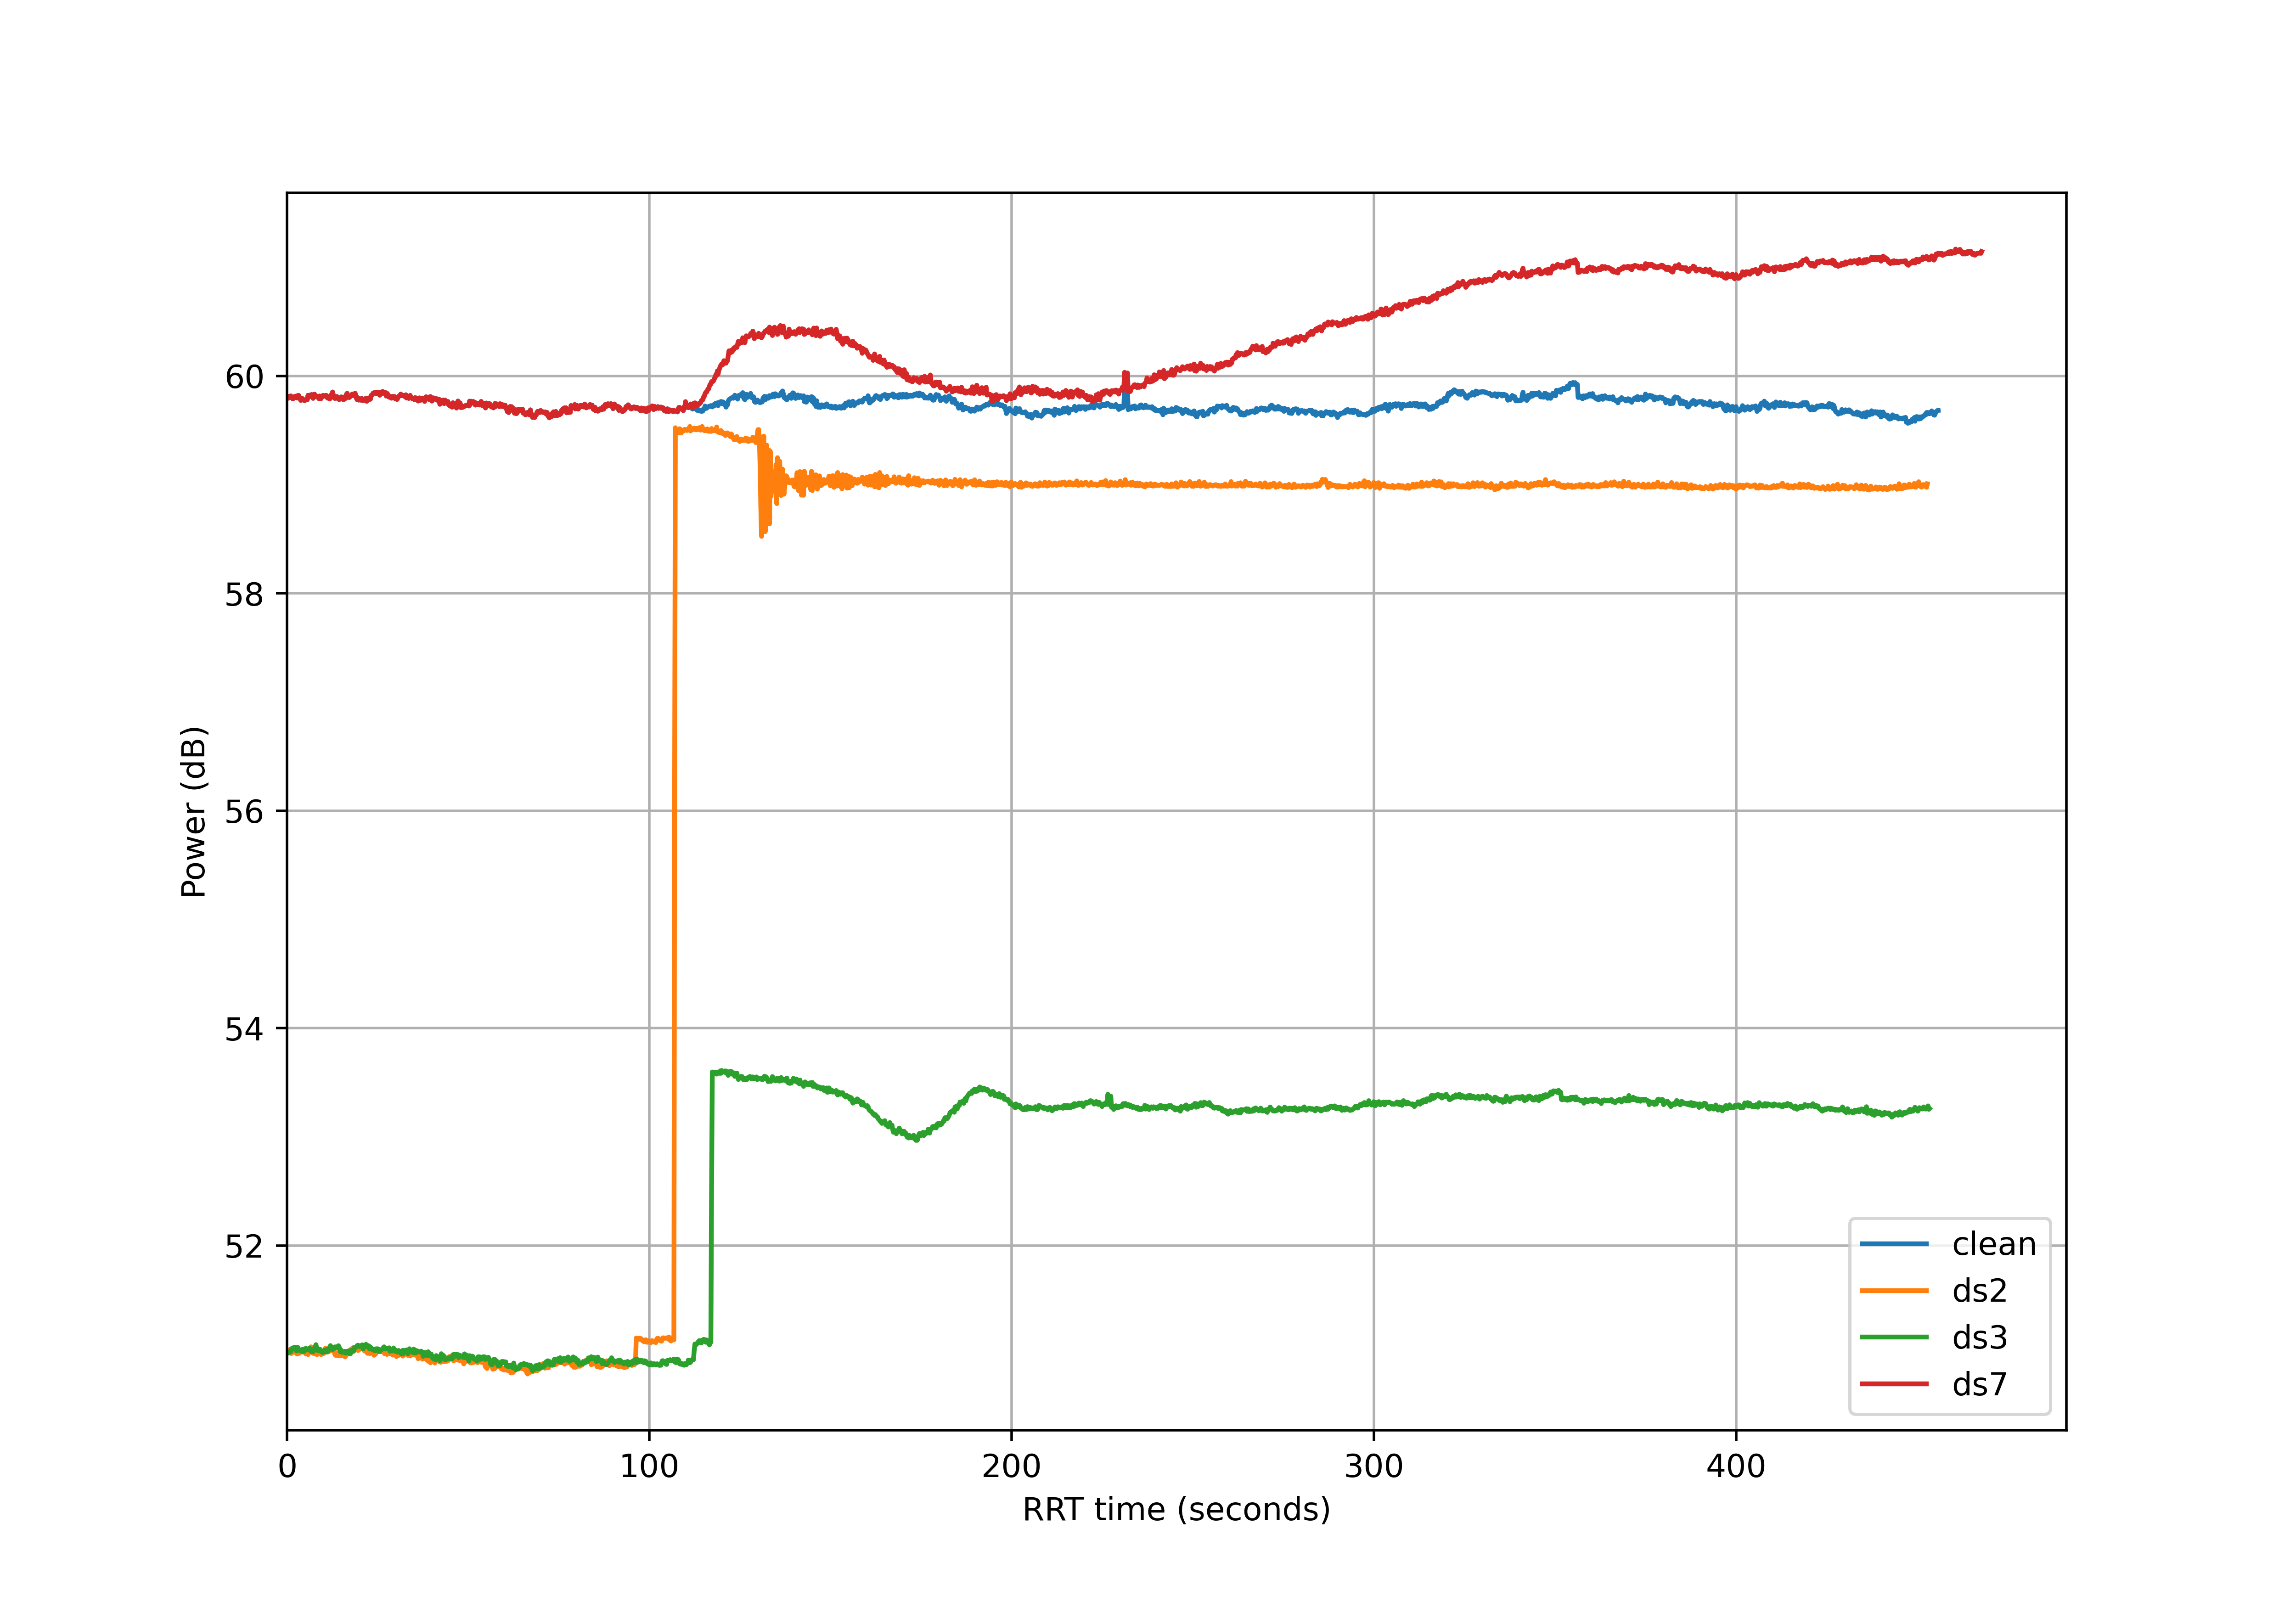 60
58
56
54
52
Power (dB)
0 100 200 300 400
RRT time (seconds)
clean
ds2
ds3
ds7